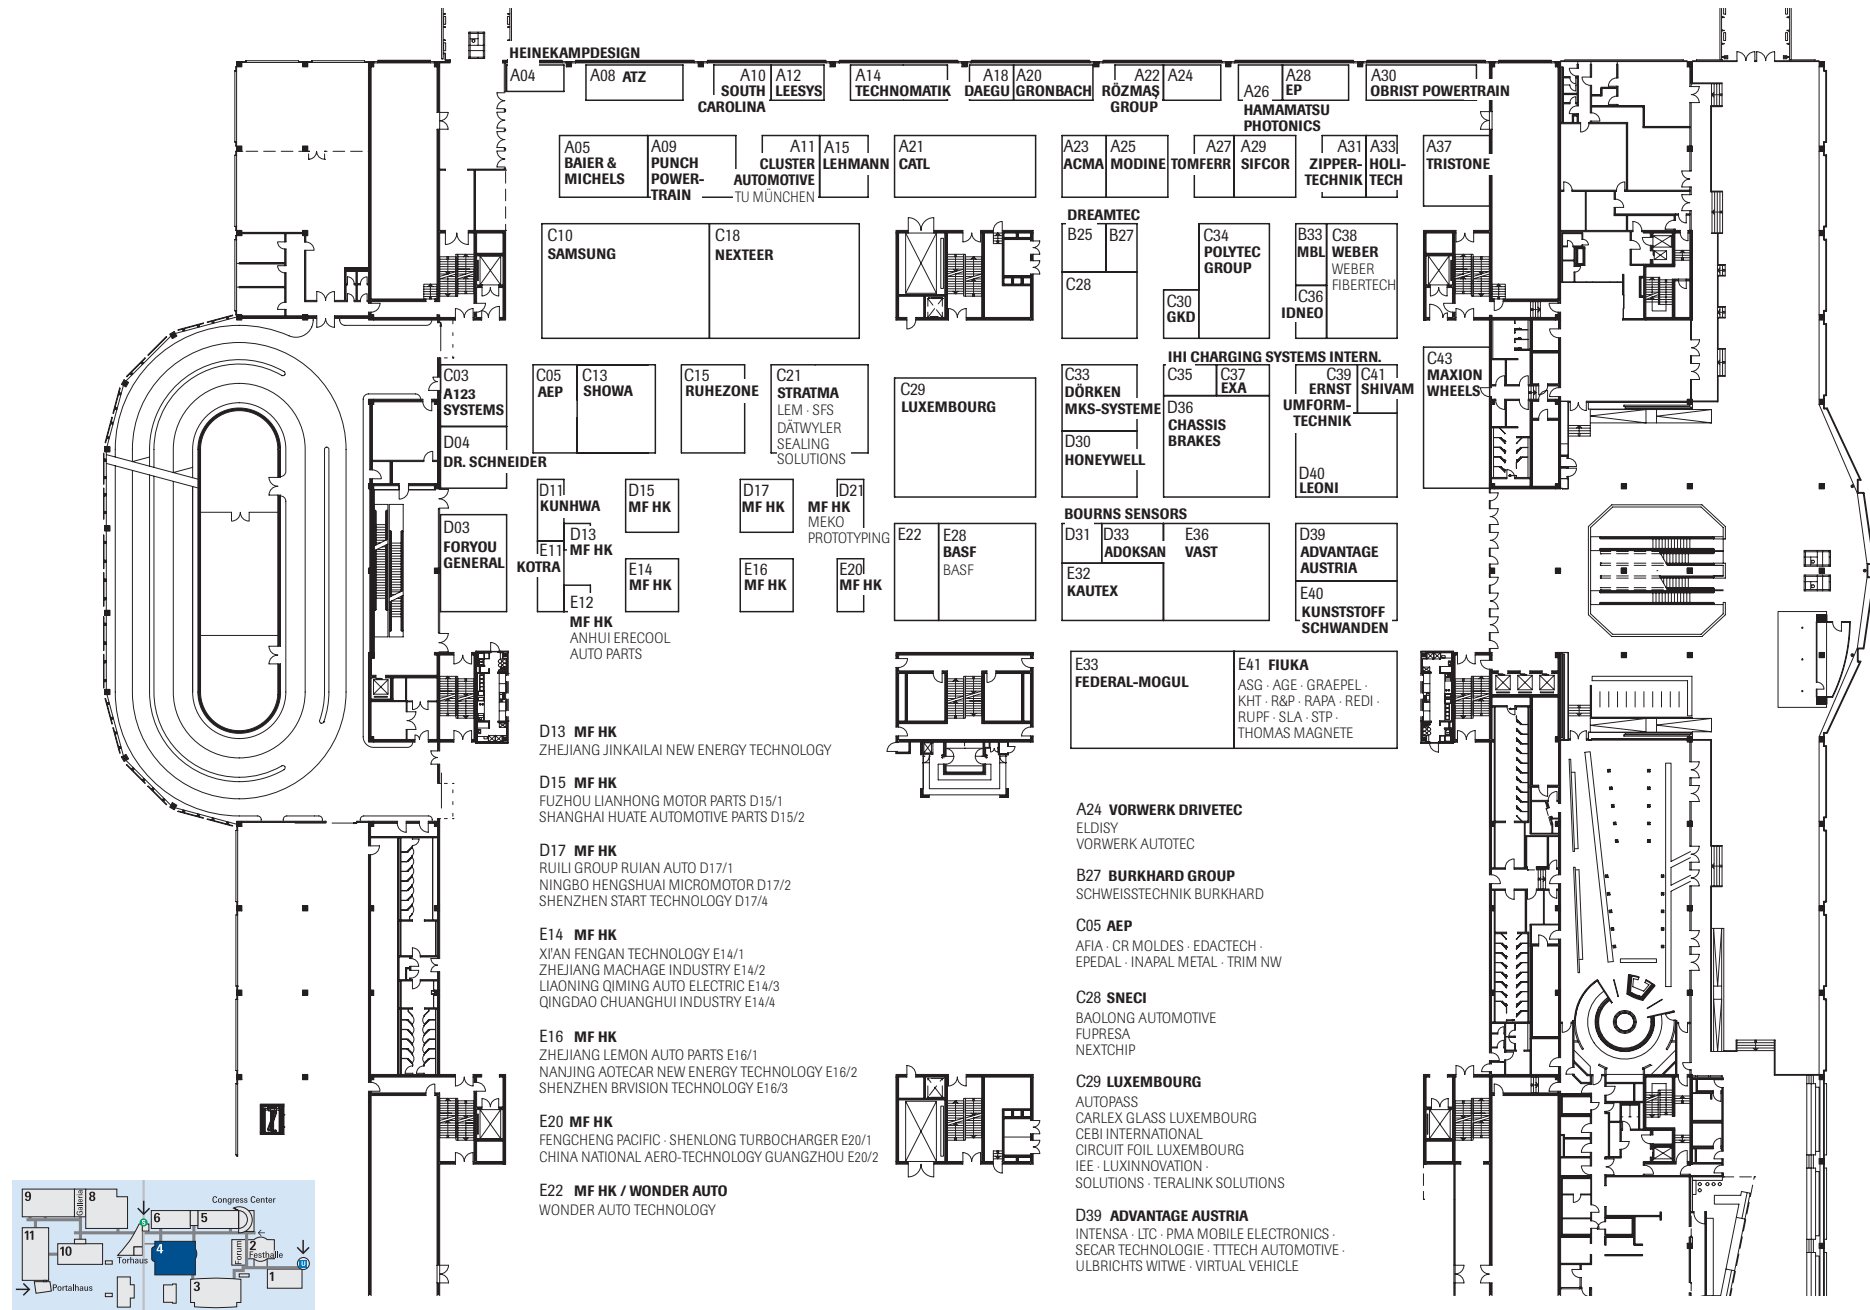 HEINEKAMPDESIGN
A04
A08 ATZ
A10
SOUTH
CAROLINA
A12
LEESYS
A14
TECHNOMATIK
A18
DAEGU
A20
GRONBACH
A22
RÖZMAŞ
GROUP
A24
A26
HAMAMATSU
PHOTONICS
A28
EP
A30
OBRIST POWERTRAIN
A05
BAIER &
MICHELS
A09
PUNCH
POWER-
TRAIN
A11
CLUSTER
AUTOMOTIVE
TU MÜNCHEN
A15
LEHMANN
A21
CATL
A23
ACMA
A25
MODINE
A27
TOMFERR
A29
SIFCOR
A31
ZIPPER-
TECHNIK
A33
HOLI-
TECH
A37
TRISTONE
C10
SAMSUNG
C18
NEXTEER
DREAMTEC
B25
B27
C28
C34
POLYTEC
GROUP
C30
GKD
B33
MBL
C36
IDNEO
C38
WEBER
WEBER
FIBERTECH
C03
A123
SYSTEMS
D04
DR. SCHNEIDER
C05
AEP
C13
SHOWA
C15
RUHEZONE
C21
STRATMA
LEM · SFS
DÄTWYLER
SEALING
SOLUTIONS
C29
LUXEMBOURG
C33
DÖRKEN
MKS-SYSTEME
D30
HONEYWELL
IHI CHARGING SYSTEMS INTERN.
C35
C37
EXA
D36
CHASSIS
BRAKES
C39
ERNST
UMFORM-
TECHNIK
C41
SHIVAM
D40
LEONI
C43
MAXION
WHEELS
D03
FORYOU
GENERAL
D11
KUNHWA
D13
MF HK
E11
KOTRA
E12
MF HK
ANHUI ERECOOL
AUTO PARTS
D15
MF HK
E14
MF HK
D17
MF HK
E16
MF HK
D21
MF HK
MEKO
PROTOTYPING
E20
MF HK
E22
E28
BASF
BASF
BOURNS SENSORS
D31
D33
ADOKSAN
E36
VAST
E32
KAUTEX
D39
ADVANTAGE
AUSTRIA
E40
KUNSTSTOFF
SCHWANDEN
E33
FEDERAL-MOGUL
E41 FIUKA
ASG · AGE · GRAEPEL ·
KHT · R&P · RAPA · REDI ·
RUPF · SLA · STP ·
THOMAS MAGNETE
D13 MF HK
ZHEJIANG JINKAILAI NEW ENERGY TECHNOLOGY
D15 MF HK
FUZHOU LIANHONG MOTOR PARTS D15/1
SHANGHAI HUATE AUTOMOTIVE PARTS D15/2
D17 MF HK
RUILI GROUP RUIAN AUTO D17/1
NINGBO HENGSHUAI MICROMOTOR D17/2
SHENZHEN START TECHNOLOGY D17/4
E14 MF HK
XI'AN FENGAN TECHNOLOGY E14/1
ZHEJIANG MACHAGE INDUSTRY E14/2
LIAONING QIMING AUTO ELECTRIC E14/3
QINGDAO CHUANGHUI INDUSTRY E14/4
E16 MF HK
ZHEJIANG LEMON AUTO PARTS E16/1
NANJING AOTECAR NEW ENERGY TECHNOLOGY E16/2
SHENZHEN BRVISION TECHNOLOGY E16/3
E20 MF HK
FENGCHENG PACIFIC · SHENLONG TURBOCHARGER E20/1
CHINA NATIONAL AERO-TECHNOLOGY GUANGZHOU E20/2
E22 MF HK / WONDER AUTO
WONDER AUTO TECHNOLOGY
A24 VORWERK DRIVETEC
ELDISY
VORWERK AUTOTEC
B27 BURKHARD GROUP
SCHWEISSTECHNIK BURKHARD
C05 AEP
AFIA · CR MOLDES · EDACTECH ·
EPEDAL · INAPAL METAL · TRIM NW
C28 SNECI
BAOLONG AUTOMOTIVE
FUPRESA
NEXTCHIP
C29 LUXEMBOURG
AUTOPASS
CARLEX GLASS LUXEMBOURG
CEBI INTERNATIONAL
CIRCUIT FOIL LUXEMBOURG
IEE · LUXINNOVATION ·
SOLUTIONS · TERALINK SOLUTIONS
D39 ADVANTAGE AUSTRIA
INTENSA · LTC · PMA MOBILE ELECTRONICS ·
SECAR TECHNOLOGIE · TTTECH AUTOMOTIVE ·
ULBRICHTS WITWE · VIRTUAL VEHICLE
9
Galleria
8
Congress Center
6
5
11
10
Torhaus
4
Forum
2
Festhalle
U
S
1
3
Portalhaus